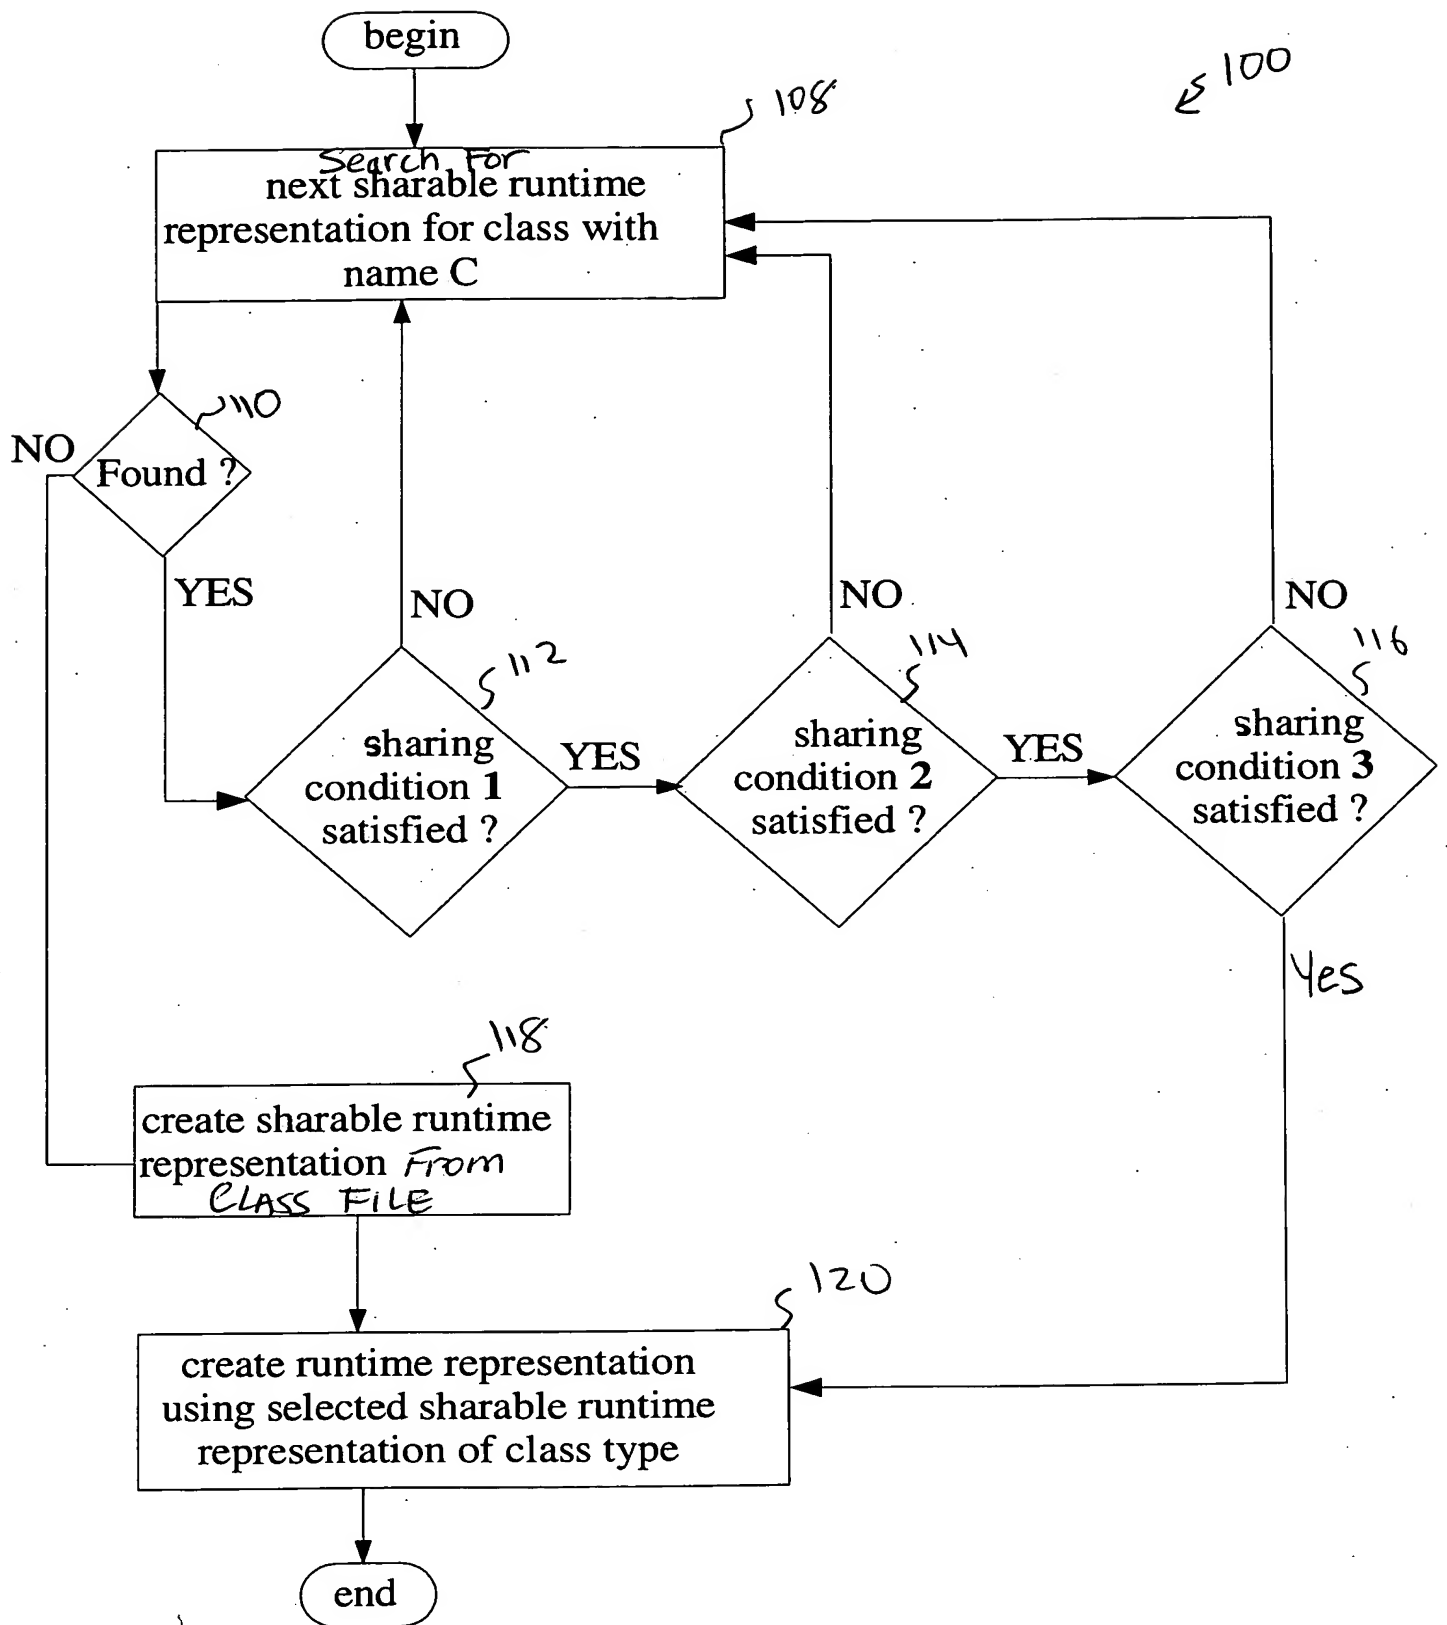 begin
100
108
Search For
next sharable runtime
representation for class with
name C
110
NO
Found ?
YES
NO
NO
NO
112
114
116
sharing
condition 1
satisfied ?
YES
sharing
condition 2
satisfied ?
YES
sharing
condition 3
satisfied ?
Yes
118
create sharable runtime
representation From
CLASS FILE
120
create runtime representation
using selected sharable runtime
representation of class type
end